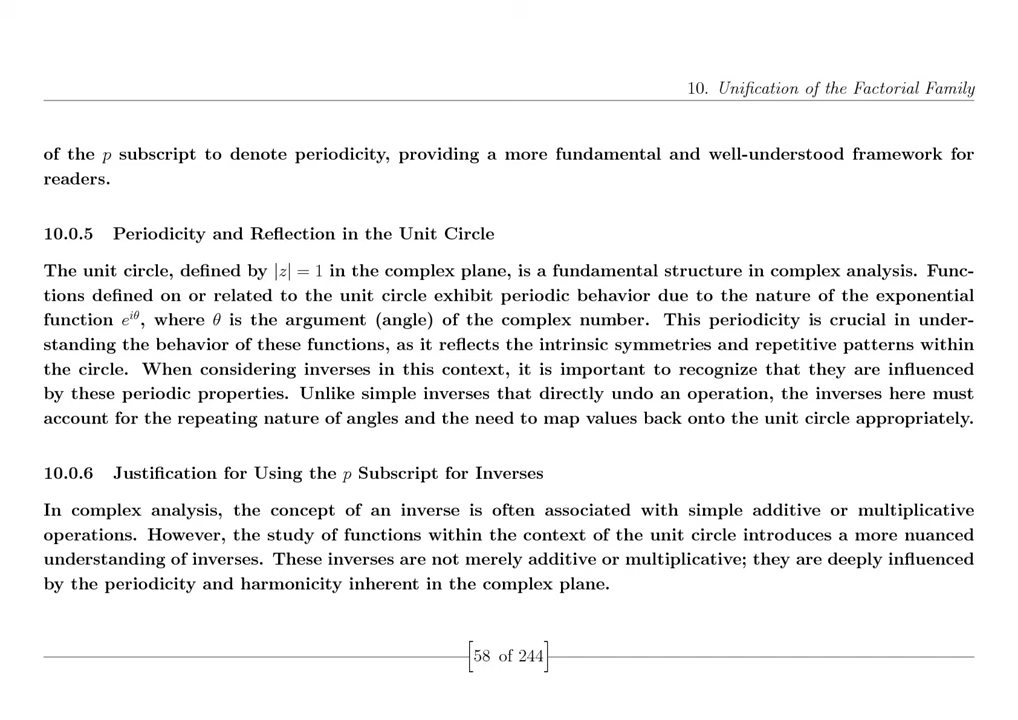 10. Unification of the Factorial Family
of the p subscript to denote periodicity, providing a more fundamental and well-understood framework for
readers.
10.0.5 Periodicity and Reflection in the Unit Circle
The unit circle, defined by |z| = 1 in the complex plane, is a fundamental structure in complex analysis. Func-
tions defined on or related to the unit circle exhibit periodic behavior due to the nature of the exponential
function e^{iθ}, where θ is the argument (angle) of the complex number. This periodicity is crucial in under-
standing the behavior of these functions, as it reflects the intrinsic symmetries and repetitive patterns within
the circle. When considering inverses in this context, it is important to recognize that they are influenced
by these periodic properties. Unlike simple inverses that directly undo an operation, the inverses here must
account for the repeating nature of angles and the need to map values back onto the unit circle appropriately.
10.0.6 Justification for Using the p Subscript for Inverses
In complex analysis, the concept of an inverse is often associated with simple additive or multiplicative
operations. However, the study of functions within the context of the unit circle introduces a more nuanced
understanding of inverses. These inverses are not merely additive or multiplicative; they are deeply influenced
by the periodicity and harmonicity inherent in the complex plane.
[58 of 244]